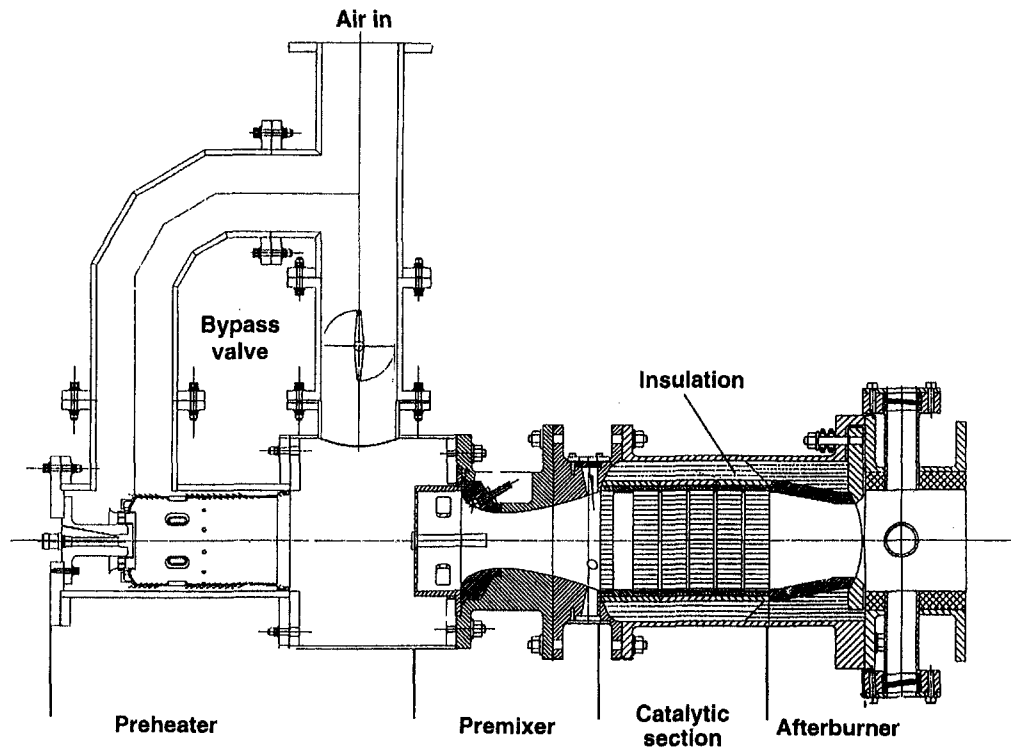 Air in
Bypass
valve
Insulation
Preheater
Premixer
Catalytic
section
Afterburner